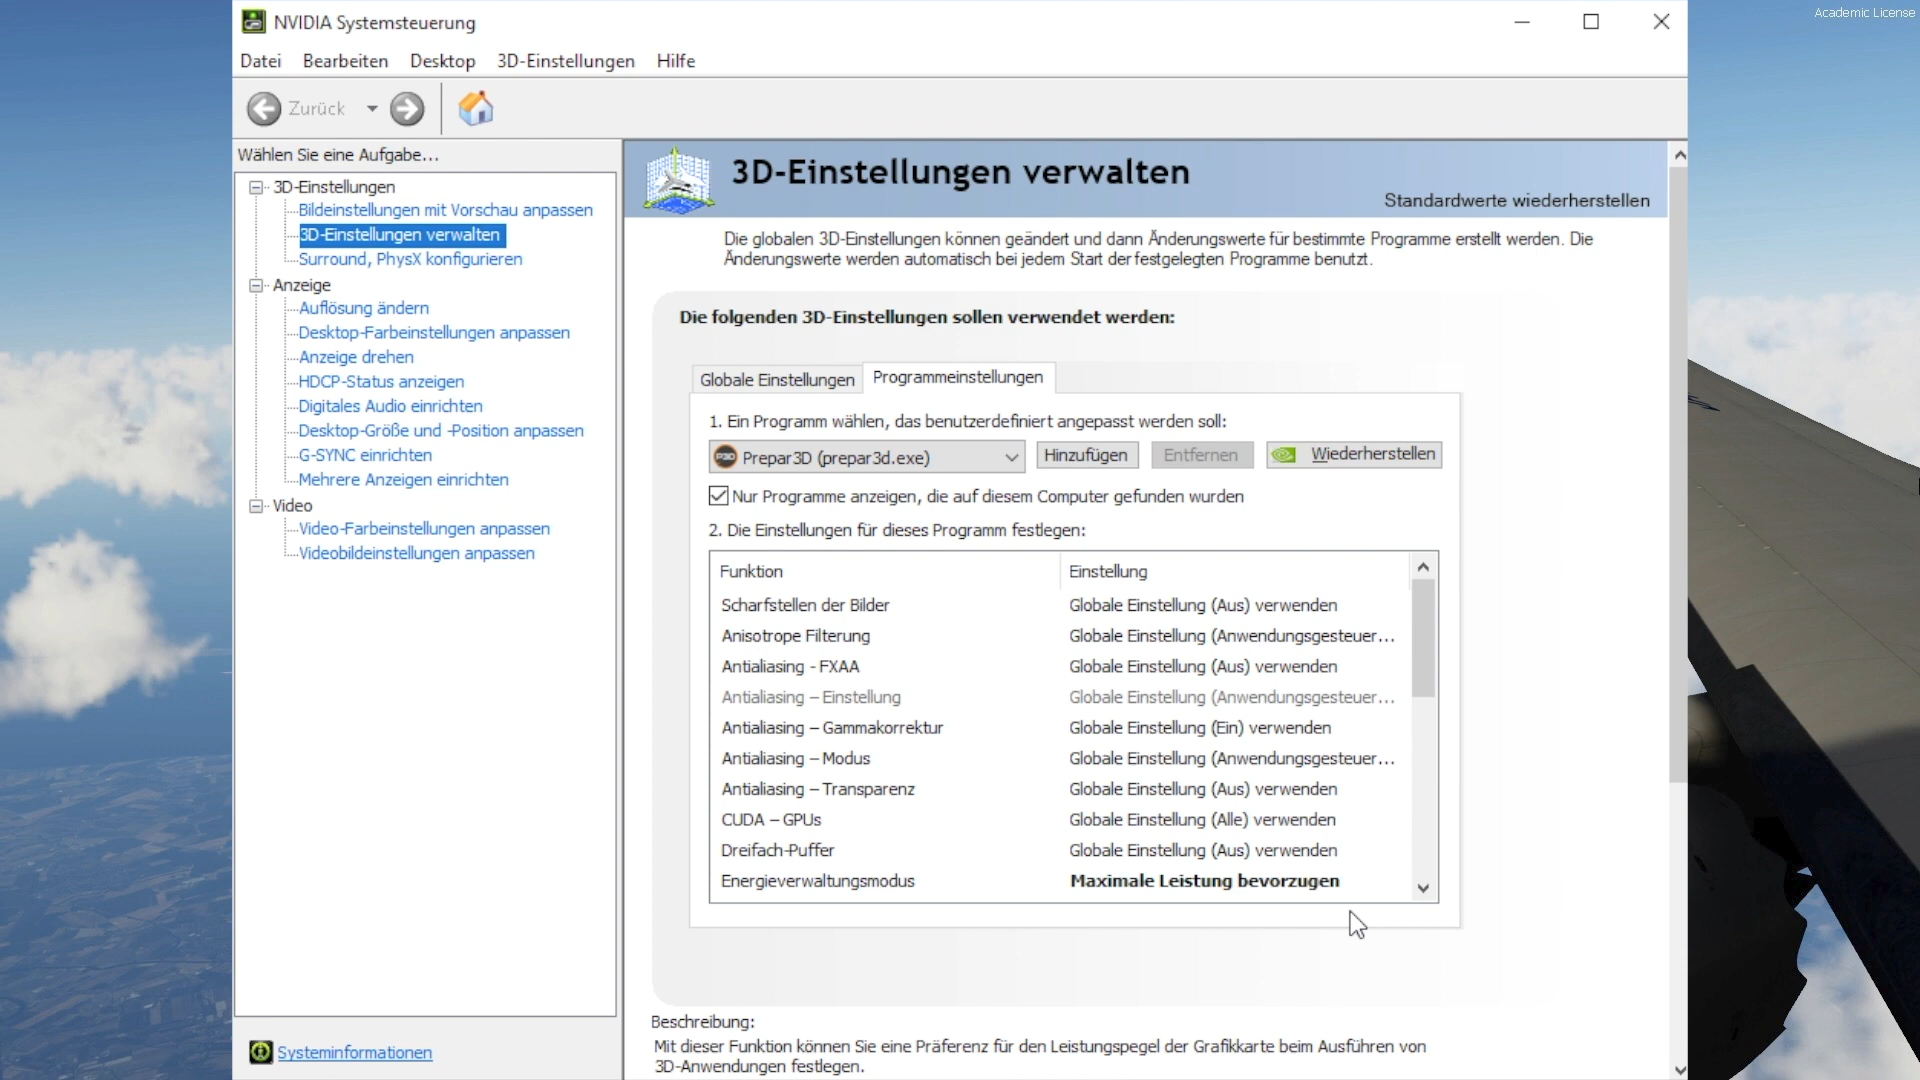 Academic License
NVIDIA Systemsteuerung
Datei Bearbeiten Desktop 3D-Einstellungen Hilfe
Zurück
Wählen Sie eine Aufgabe...
3D-Einstellungen
Bildeinstellungen mit Vorschau anpassen
3D-Einstellungen verwalten
Surround, PhysX konfigurieren
Anzeige
Auflösung ändern
Desktop-Farbeinstellungen anpassen
Anzeige drehen
HDCP-Status anzeigen
Digitales Audio einrichten
Desktop-Größe und -Position anpassen
G-SYNC einrichten
Mehrere Anzeigen einrichten
Video
Video-Farbeinstellungen anpassen
Videobildeinstellungen anpassen
Systeminformationen
3D-Einstellungen verwalten
Standardwerte wiederherstellen
Die globalen 3D-Einstellungen können geändert und dann Änderungswerte für bestimmte Programme erstellt werden. Die
Änderungswerte werden automatisch bei jedem Start der festgelegten Programme benutzt.
Die folgenden 3D-Einstellungen sollen verwendet werden:
Globale Einstellungen Programmeinstellungen
1. Ein Programm wählen, das benutzerdefiniert angepasst werden soll:
P3D Prepar3D (prepar3d.exe) Hinzufügen Entfernen Wiederherstellen
Nur Programme anzeigen, die auf diesem Computer gefunden wurden
2. Die Einstellungen für dieses Programm festlegen:
Funktion Einstellung
Scharfstellen der Bilder Globale Einstellung (Aus) verwenden
Anisotrope Filterung Globale Einstellung (Anwendungsgesteuer...
Antialiasing - FXAA Globale Einstellung (Aus) verwenden
Antialiasing – Einstellung Globale Einstellung (Anwendungsgesteuer...
Antialiasing – Gammakorrektur Globale Einstellung (Ein) verwenden
Antialiasing – Modus Globale Einstellung (Anwendungsgesteuer...
Antialiasing – Transparenz Globale Einstellung (Aus) verwenden
CUDA – GPUs Globale Einstellung (Alle) verwenden
Dreifach-Puffer Globale Einstellung (Aus) verwenden
Energieverwaltungsmodus Maximale Leistung bevorzugen
Beschreibung:
Mit dieser Funktion können Sie eine Präferenz für den Leistungspegel der Grafikkarte beim Ausführen von
3D-Anwendungen festlegen.